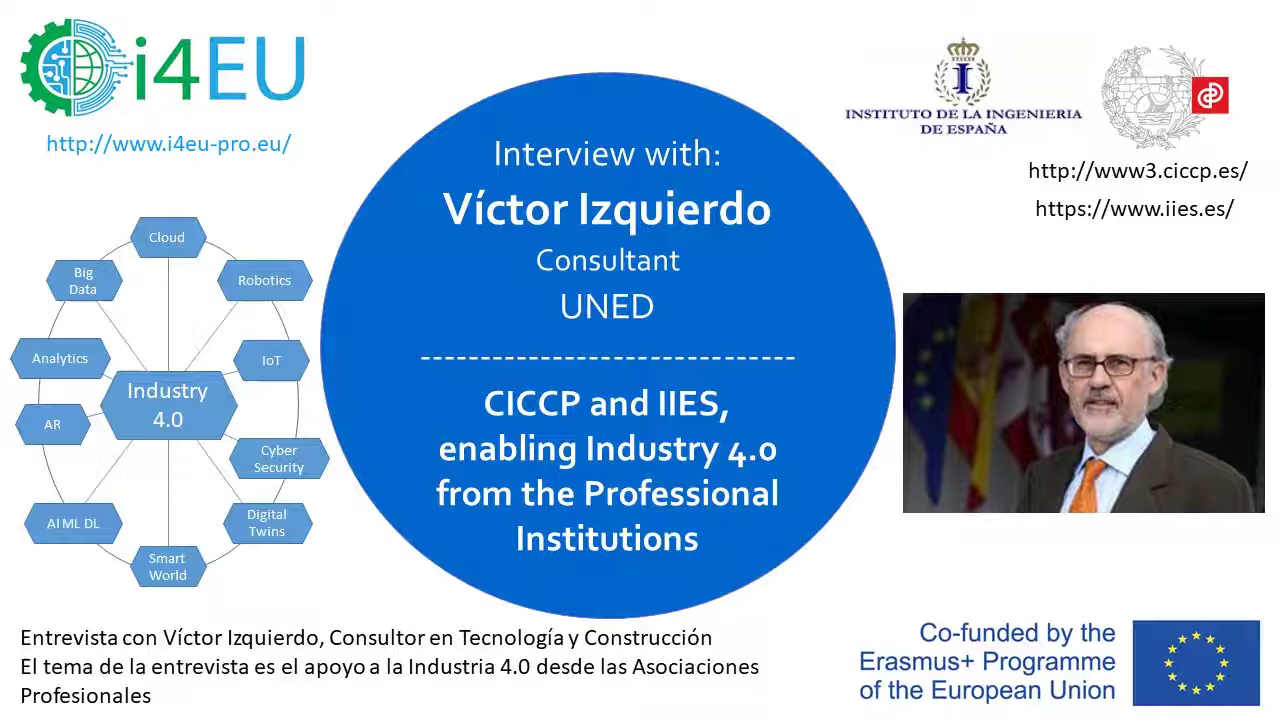 i4EU
http://www.i4eu-pro.eu/
INSTITUTO DE LA INGENIERIA
DE ESPAÑA
http://www3.ciccp.es/
https://www.iies.es/
Interview with:
Víctor Izquierdo
Consultant
UNED
-------------------------------
CICCP and IIES,
enabling Industry 4.0
from the Professional
Institutions
Cloud
Big
Data
Robotics
Analytics
IoT
Industry
4.0
AR
Cyber
Security
AI ML DL
Digital
Twins
Smart
World
Entrevista con Víctor Izquierdo, Consultor en Tecnología y Construcción
El tema de la entrevista es el apoyo a la Industria 4.0 desde las Asociaciones
Profesionales
Co-funded by the
Erasmus+ Programme
of the European Union